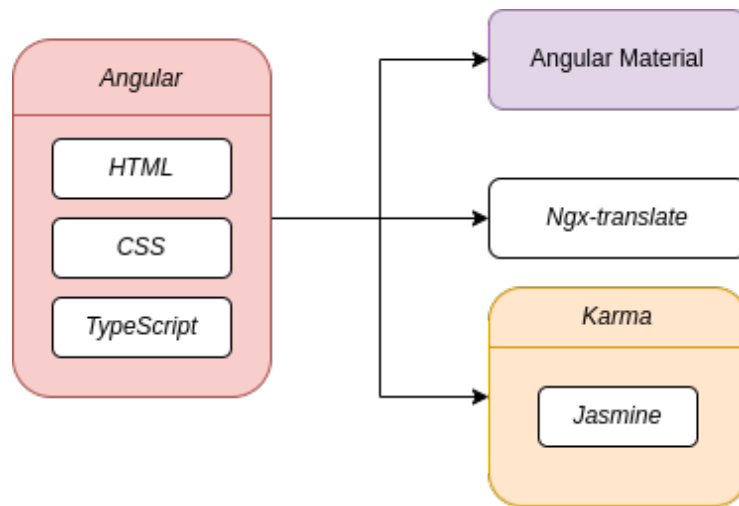 Angular
HTML
CSS
TypeScript
Angular Material
Ngx-translate
Karma
Jasmine